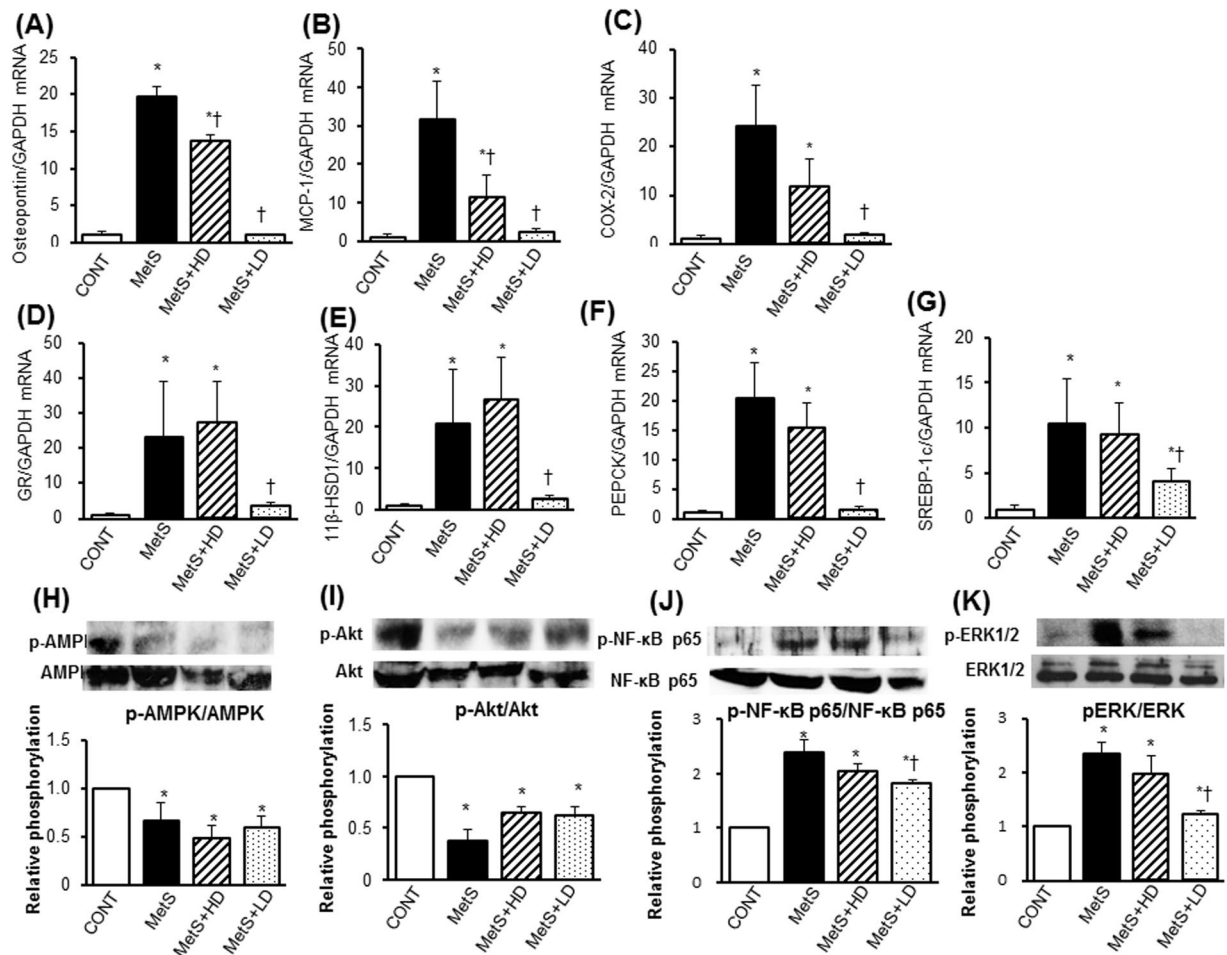 (A)
Osteopontin/GAPDH mRNA
25
20
15
10
5
0
*
*†
†
CONT
MetS
MetS+HD
MetS+LD
(B)
MCP-1/GAPDH mRNA
50
40
30
20
10
0
*
*†
†
CONT
MetS
MetS+HD
MetS+LD
(C)
COX-2/GAPDH mRNA
40
30
20
10
0
*
*
†
CONT
MetS
MetS+HD
MetS+LD
(D)
GR/GAPDH mRNA
50
40
30
20
10
0
*
*
†
CONT
MetS
MetS+HD
MetS+LD
(E)
11β-HSD1/GAPDH mRNA
40
30
20
10
0
*
*
†
CONT
MetS
MetS+HD
MetS+LD
(F)
PEPCK/GAPDH mRNA
30
25
20
15
10
5
0
*
*
†
CONT
MetS
MetS+HD
MetS+LD
(G)
SREBP-1c/GAPDH mRNA
20
15
10
5
0
*
*
*†
CONT
MetS
MetS+HD
MetS+LD
(H)
p-AMPK
AMPK
p-AMPK/AMPK
Relative phosphorylation
1.5
1.0
0.5
0
*
*
*
CONT
MetS
MetS+HD
MetS+LD
(I)
p-Akt
Akt
p-Akt/Akt
Relative phosphorylation
1.5
1.0
0.5
0
*
*
*
CONT
MetS
MetS+HD
MetS+LD
(J)
p-NF-κB p65
NF-κB p65
p-NF-κB p65/NF-κB p65
Relative phosphorylation
3
2
1
0
*
*
*†
CONT
MetS
MetS+HD
MetS+LD
(K)
p-ERK1/2
ERK1/2
pERK/ERK
Relative phosphorylation
3
2
1
0
*
*
*†
CONT
MetS
MetS+HD
MetS+LD